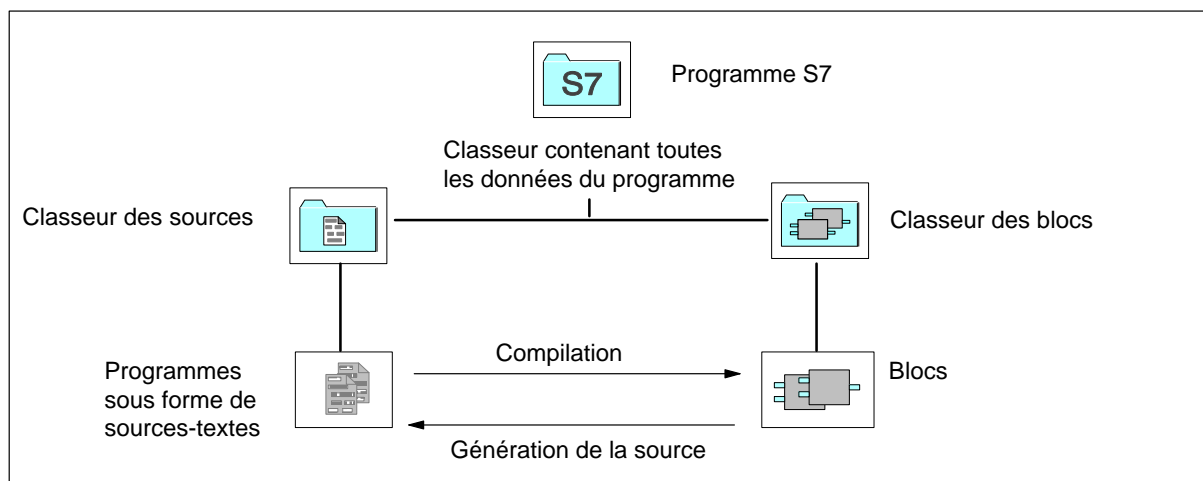 S7
Programme S7
Classeur contenant toutes
les données du programme
Classeur des sources
Classeur des blocs
Compilation
Programmes
sous forme de
sources-textes
Blocs
Génération de la source